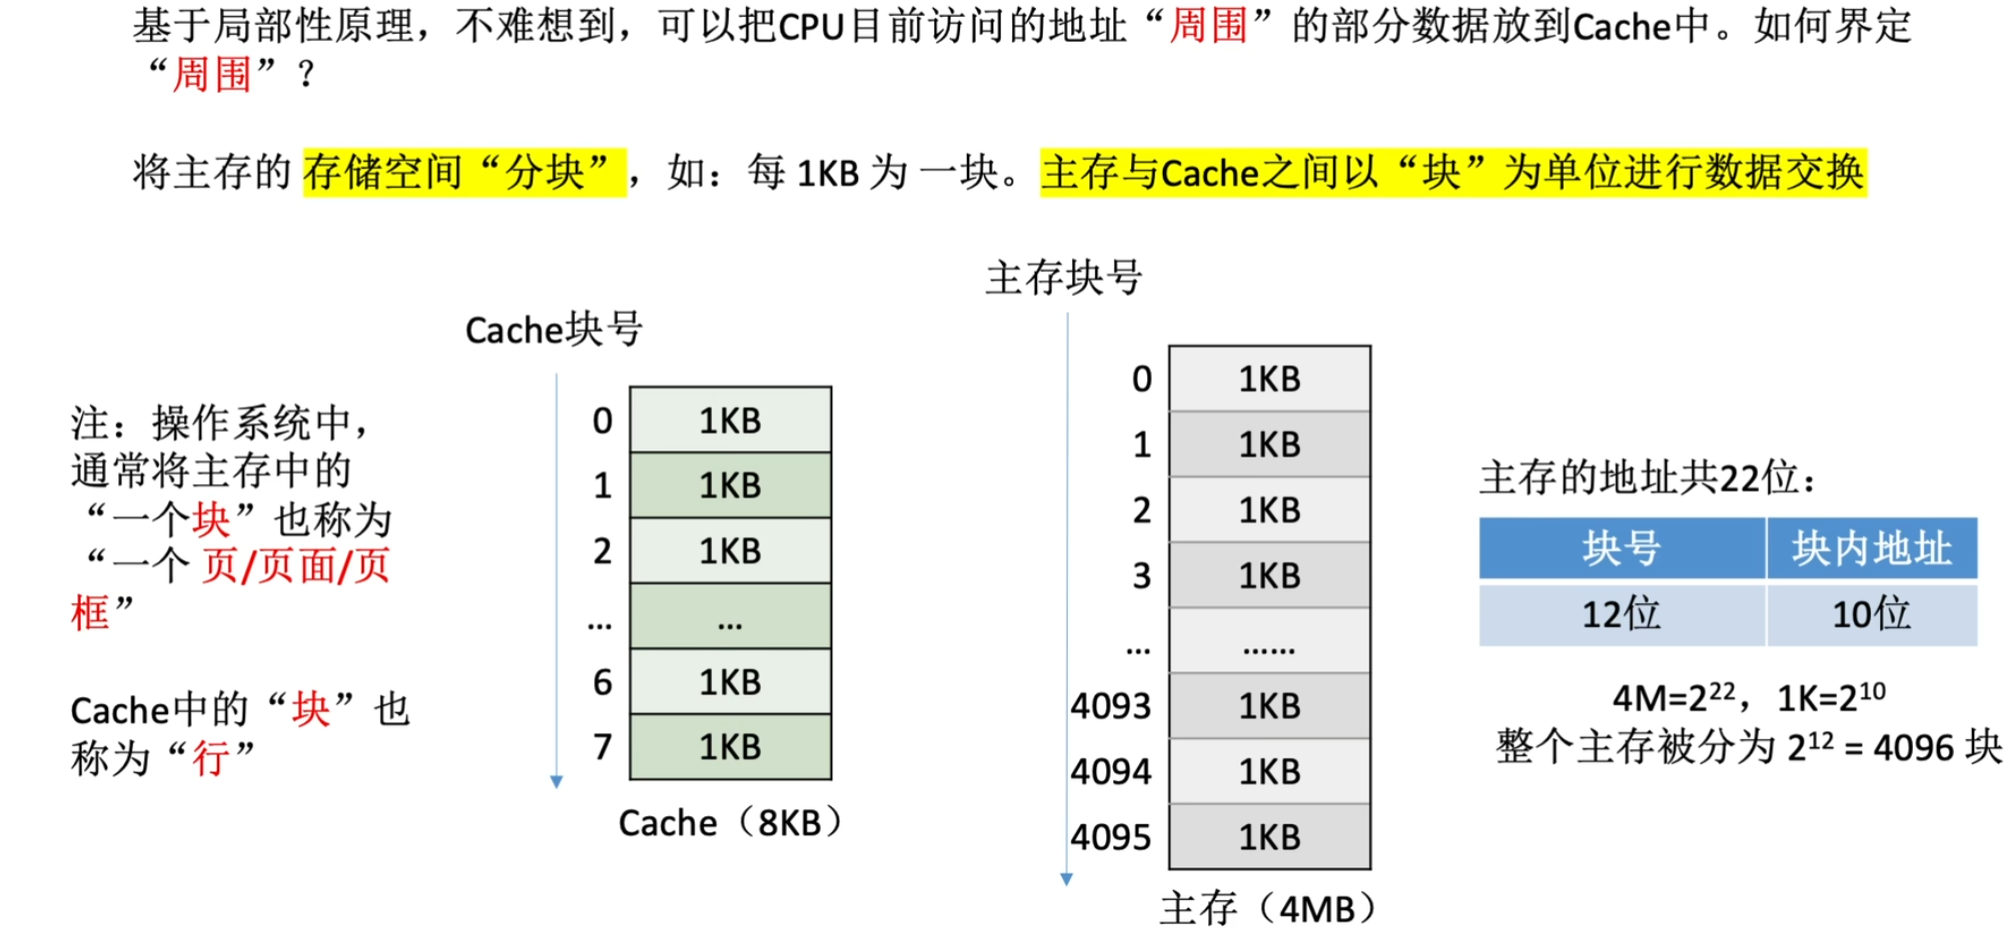 基于局部性原理，不难想到，可以把CPU目前访问的地址“周围”的部分数据放到Cache中。如何界定
“周围”？
将主存的 存储空间“分块”，如：每 1KB 为 一块。主存与Cache之间以“块”为单位进行数据交换
注：操作系统中，
通常将主存中的
“一个块”也称为
“一个 页/页面/页
框”
Cache中的“块”也
称为“行”
Cache块号
0 1KB
1 1KB
2 1KB
... ...
6 1KB
7 1KB
Cache（8KB）
主存块号
0 1KB
1 1KB
2 1KB
3 1KB
... ......
4093 1KB
4094 1KB
4095 1KB
主存（4MB）
主存的地址共22位：
块号 块内地址
12位 10位
4M=2²²，1K=2¹⁰
整个主存被分为 2¹² = 4096 块